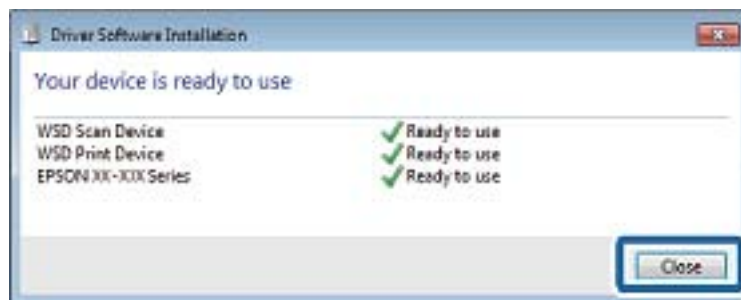 Driver Software Installation
Your device is ready to use
WSD Scan Device Ready to use
WSD Print Device Ready to use
EPSON XX-XXX Series Ready to use
Close